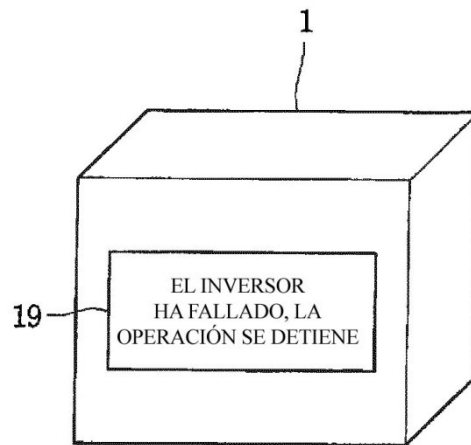 1
EL INVERSOR
HA FALLADO, LA
19
OPERACIÓN SE DETIENE